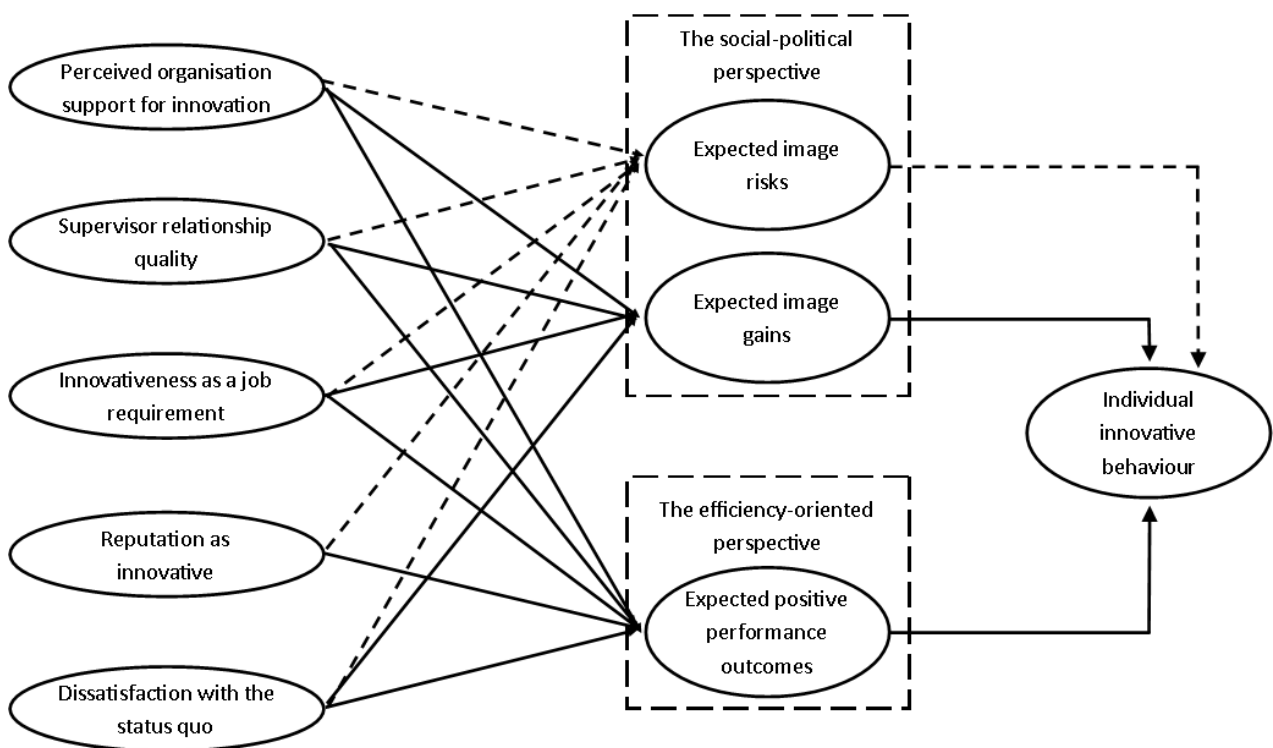 Perceived organisation
support for innovation
Supervisor relationship
quality
Innovativeness as a job
requirement
Reputation as
innovative
Dissatisfaction with the
status quo
The social-political
perspective
Expected image
risks
Expected image
gains
The efficiency-oriented
perspective
Expected positive
performance
outcomes
Individual
innovative
behaviour